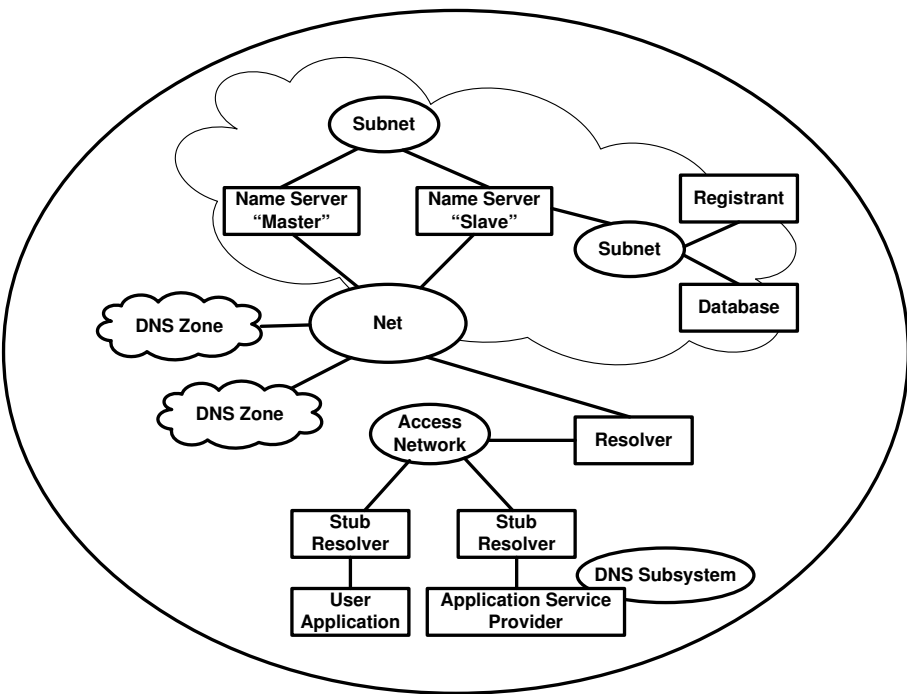 Subnet
Name Server
“Master”
Name Server
“Slave”
Registrant
Subnet
Database
DNS Zone
Net
DNS Zone
Access
Network
Resolver
Stub
Resolver
Stub
Resolver
DNS Subsystem
User
Application
Application Service
Provider